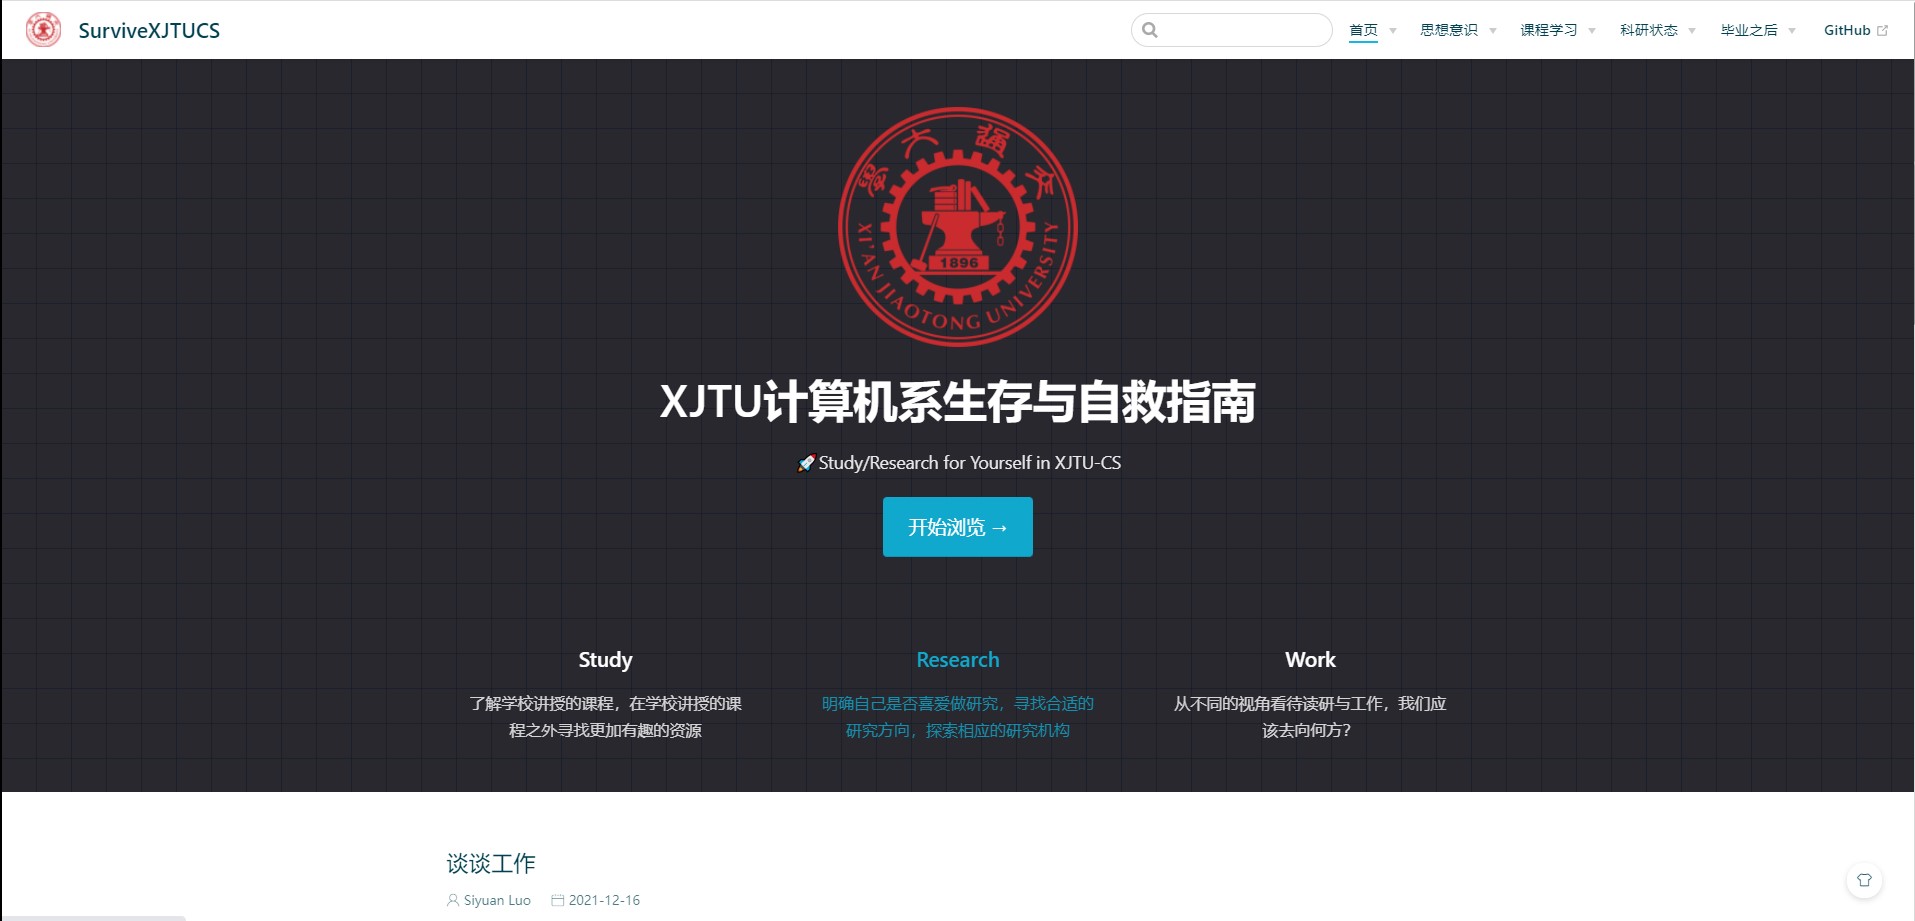 SurviveXJTUCS
首页 思想意识 课程学习 科研状态 毕业之后 GitHub
思大通交
XI'AN JIAOTONG UNIVERSITY
1896
XJTU计算机系生存与自救指南
🚀Study/Research for Yourself in XJTU-CS
开始浏览 →
Study
了解学校讲授的课程，在学校讲授的课
程之外寻找更加有趣的资源
Research
明确自己是否喜爱做研究，寻找合适的
研究方向，探索相应的研究机构
Work
从不同的视角看待读研与工作，我们应
该去向何方？
谈谈工作
Siyuan Luo 2021-12-16